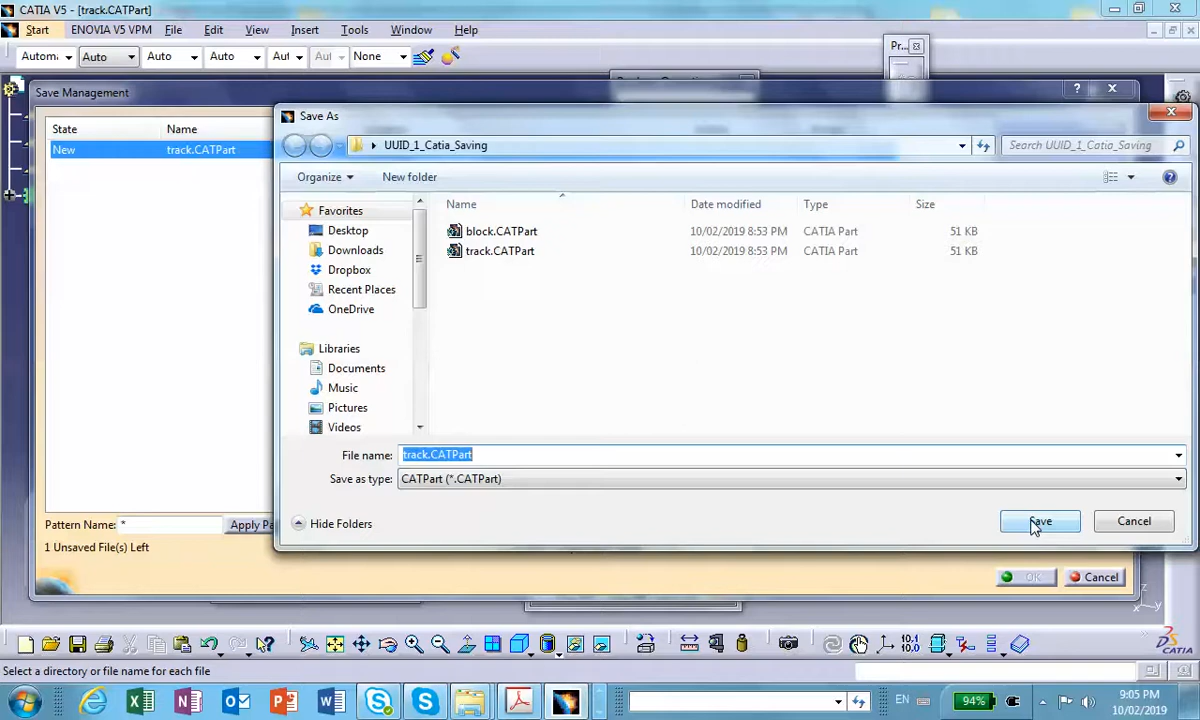 CATIA V5 - [track.CATPart]
Start ENOVIA V5 VPM File Edit View Insert Tools Window Help
Autom. Auto Auto Auto Aut Aut None
Pr...
Save Management
?
State Name
New track.CATPart
Save As
UUID_1_Catia_Saving
Search UUID_1_Catia_Saving
Organize New folder
Favorites
Desktop
Downloads
Dropbox
Recent Places
OneDrive
Libraries
Documents
Music
Pictures
Videos
Name Date modified Type Size
block.CATPart 10/02/2019 8:53 PM CATIA Part 51 KB
track.CATPart 10/02/2019 8:53 PM CATIA Part 51 KB
File name: track.CATPart
Save as type: CATPart (*.CATPart)
Hide Folders
Save
Cancel
Pattern Name: *
Apply Pa
1 Unsaved File(s) Left
OK
Cancel
z
x y
10,1
CATIA
Select a directory or file name for each file
EN
94%
9:05 PM
10/02/2019